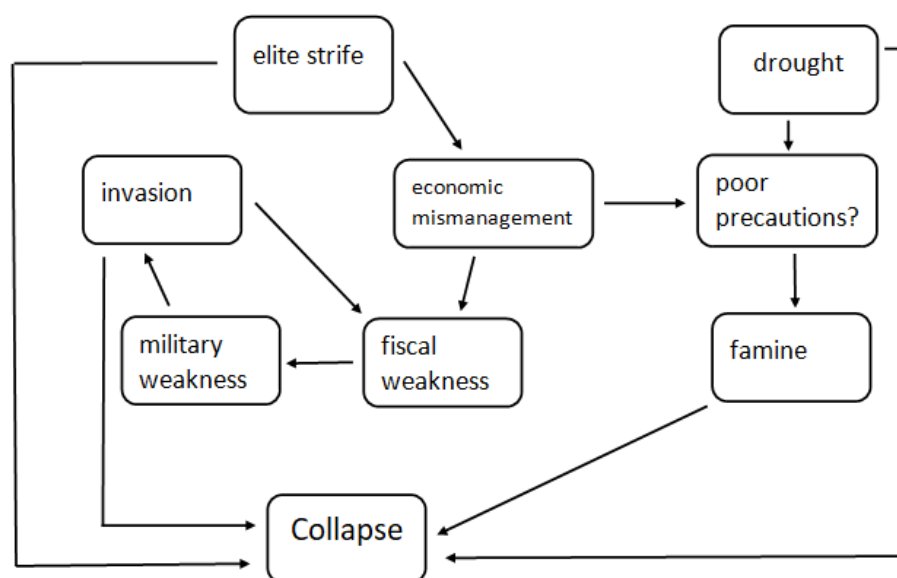 elite strife
drought
invasion
economic
mismanagement
poor
precautions?
military
weakness
fiscal
weakness
famine
Collapse